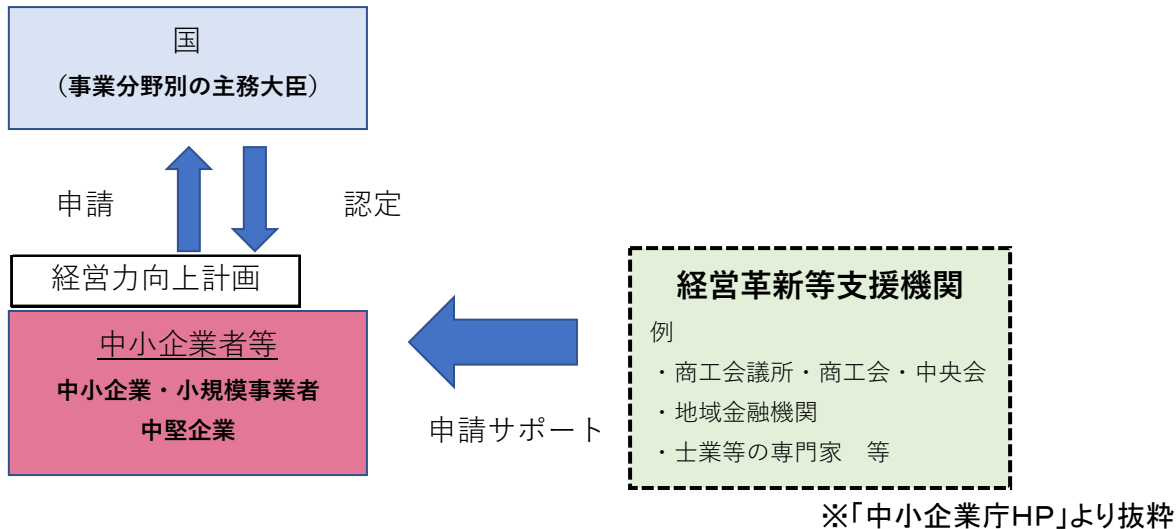 国
（事業分野別の主務大臣）
申請
認定
経営力向上計画
中小企業者等
中小企業・小規模事業者
中堅企業
申請サポート
経営革新等支援機関
例
・商工会議所・商工会・中央会
・地域金融機関
・士業等の専門家　等
※「中小企業庁HP」より抜粋